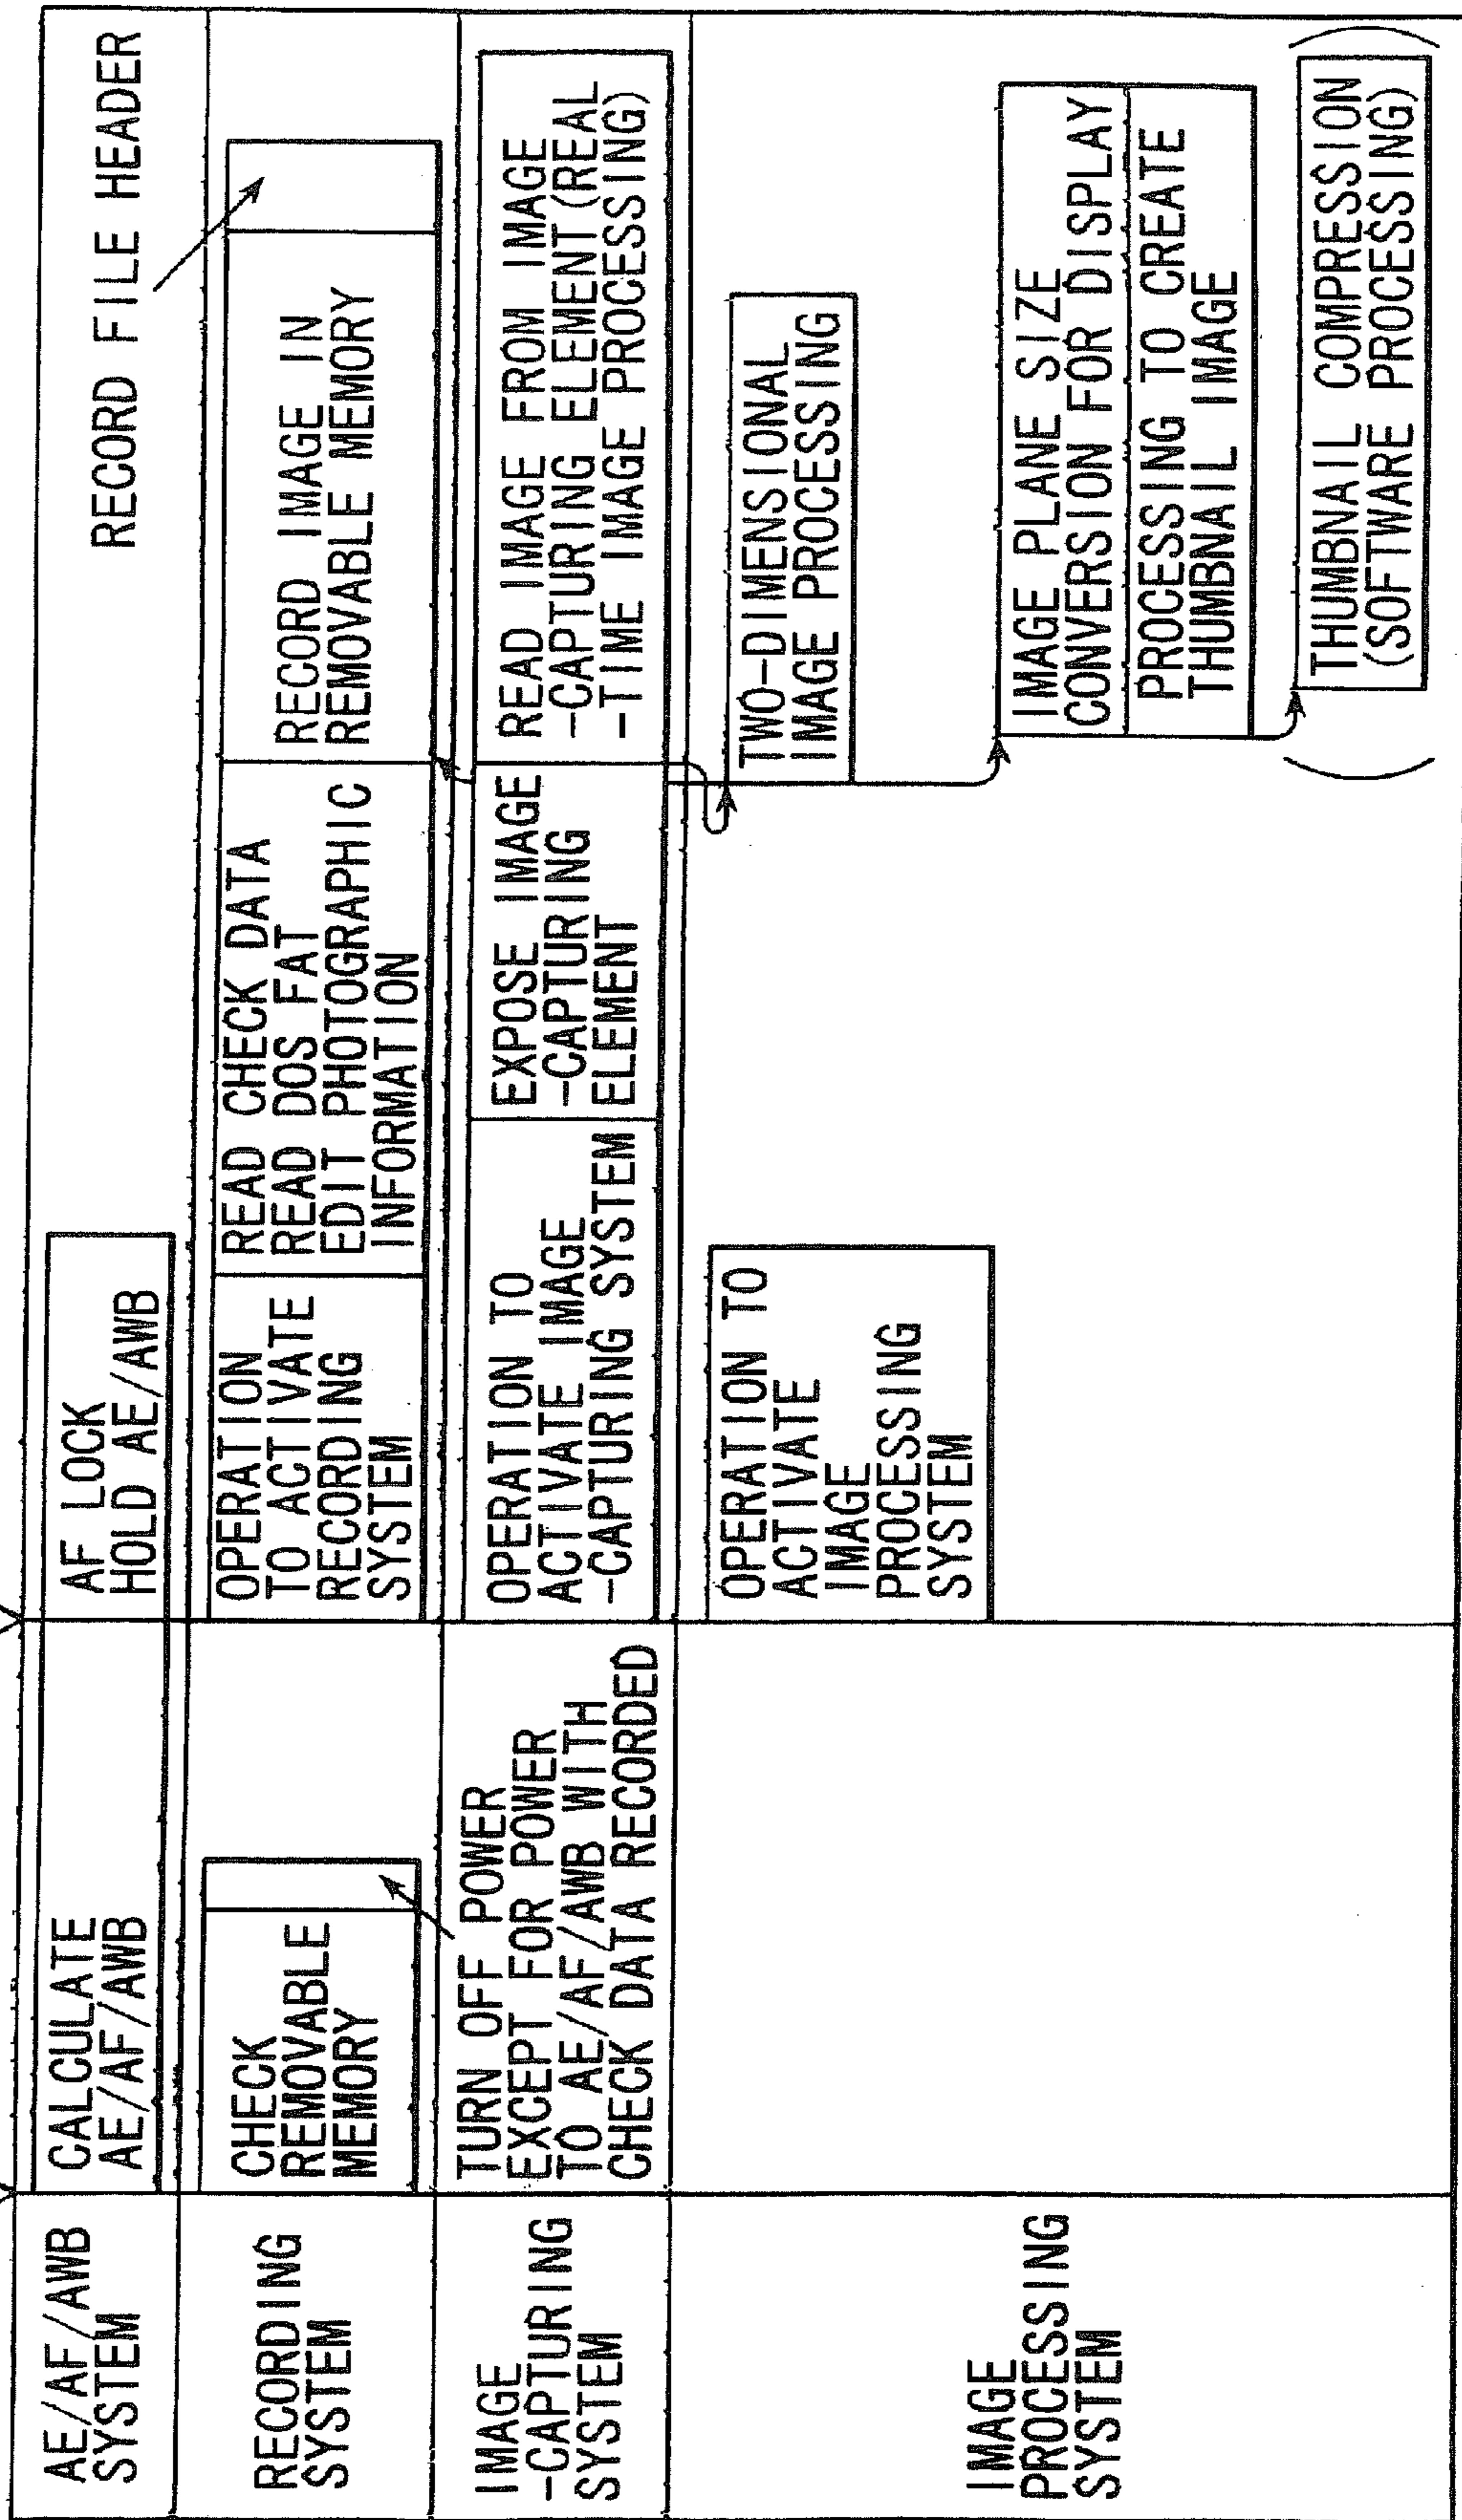 AE/AF/AWB
SYSTEM
CALCULATE
AE/AF/AWB
AF LOCK
HOLD AE/AWB
RECORD FILE HEADER
RECORDING
SYSTEM
CHECK
REMOVABLE
MEMORY
OPERATION
TO ACTIVATE
RECORDING
SYSTEM
READ CHECK DATA
READ DOS FAT
EDIT PHOTOGRAPHIC
INFORMATION
RECORD IMAGE IN
REMOVABLE MEMORY
IMAGE
-CAPTURING
SYSTEM
TURN OFF POWER
EXCEPT FOR POWER
TO AE/AF/AWB WITH
CHECK DATA RECORDED
OPERATION TO
ACTIVATE IMAGE
-CAPTURING SYSTEM
EXPOSE IMAGE
-CAPTURING
ELEMENT
READ IMAGE FROM IMAGE
-CAPTURING ELEMENT(REAL
-TIME IMAGE PROCESSING)
IMAGE
PROCESSING
SYSTEM
OPERATION TO
ACTIVATE
IMAGE
PROCESSING
SYSTEM
TWO-DIMENSIONAL
IMAGE PROCESSING
IMAGE PLANE SIZE
CONVERSION FOR DISPLAY
PROCESSING TO CREATE
THUMBNAIL IMAGE
THUMBNAIL COMPRESSION
(SOFTWARE PROCESSING)